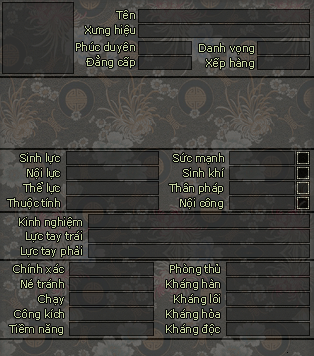 Tên
Xưng hiệu
Phúc duyên Danh vọng
Đẳng cấp Xếp hàng
Sinh lực Sức mạnh
Nội lực Sinh khí
Thể lực Thân pháp
Thuộc tính Nội công
Kinh nghiệm
Lực tay trái
Lực tay phải
Chính xác Phòng thủ
Né tránh Kháng hàn
Chạy Kháng lôi
Công kích Kháng hỏa
Tiềm năng Kháng độc